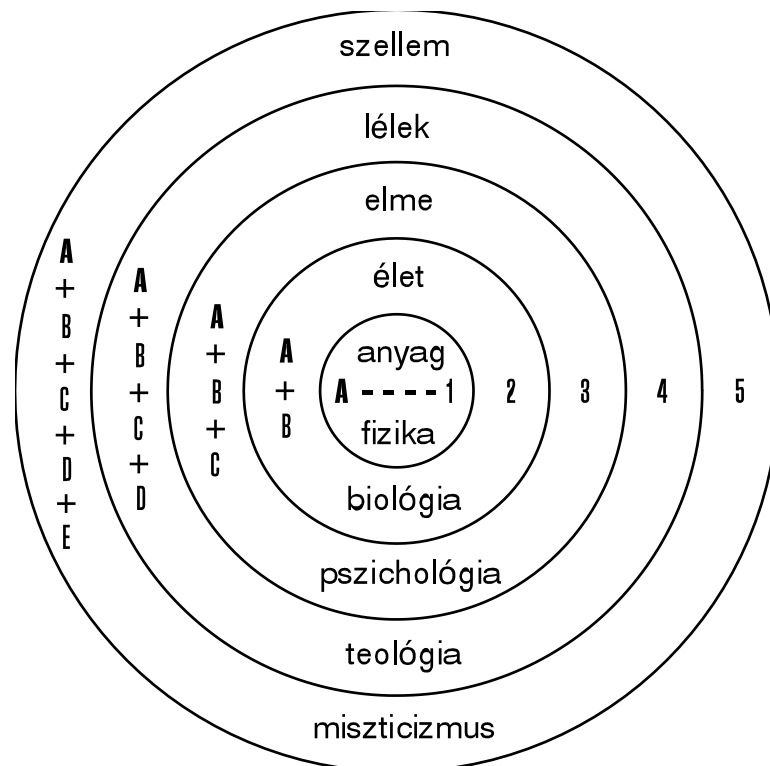 szellem
lélek
elme
élet
anyag
A - - - - 1 2 3 4 5
fizika
A + B
A + B + C
A + B + C + D
A + B + C + D + E
biológia
pszichológia
teológia
miszticizmus